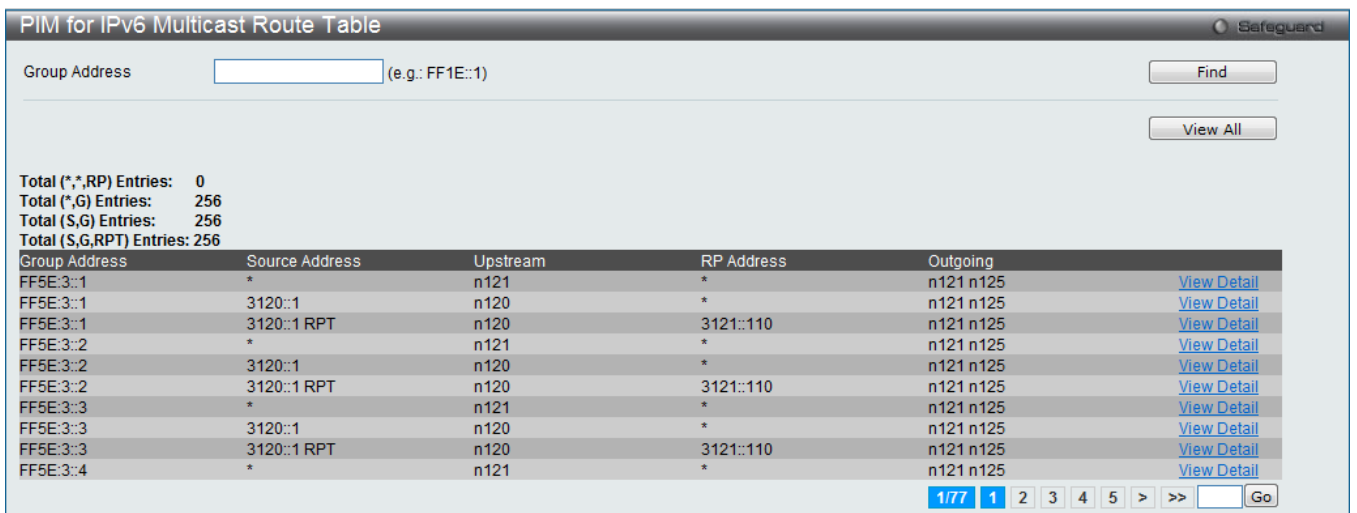 PIM for IPv6 Multicast Route Table Safeguard
Group Address (e.g.: FF1E::1) Find
View All
Total (*,*,RP) Entries: 0
Total (*,G) Entries: 256
Total (S,G) Entries: 256
Total (S,G,RPT) Entries: 256
Group Address Source Address Upstream RP Address Outgoing
FF5E:3::1 * n121 * n121 n125 View Detail
FF5E:3::1 3120::1 n120 * n121 n125 View Detail
FF5E:3::1 3120::1 RPT n120 3121::110 n121 n125 View Detail
FF5E:3::2 * n121 * n121 n125 View Detail
FF5E:3::2 3120::1 n120 * n121 n125 View Detail
FF5E:3::2 3120::1 RPT n120 3121::110 n121 n125 View Detail
FF5E:3::3 * n121 * n121 n125 View Detail
FF5E:3::3 3120::1 n120 * n121 n125 View Detail
FF5E:3::3 3120::1 RPT n120 3121::110 n121 n125 View Detail
FF5E:3::4 * n121 * n121 n125 View Detail
1/77 1 2 3 4 5 > >> Go